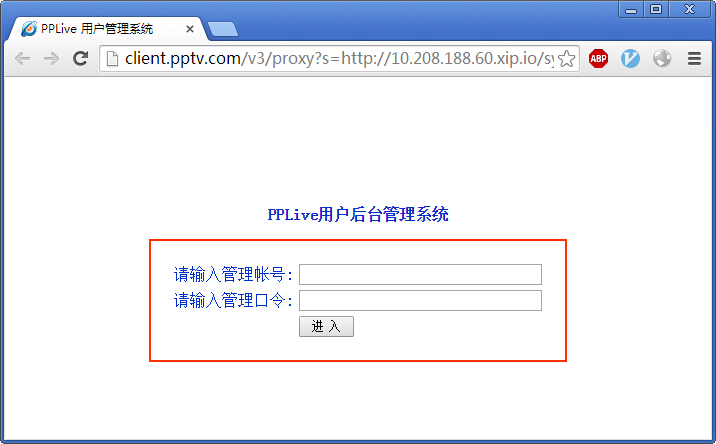 PPLive 用户管理系统
client.pptv.com/v3/proxy?s=http://10.208.188.60.xip.io/sy
ABP
PPLive用户后台管理系统
请输入管理帐号:
请输入管理口令:
进 入